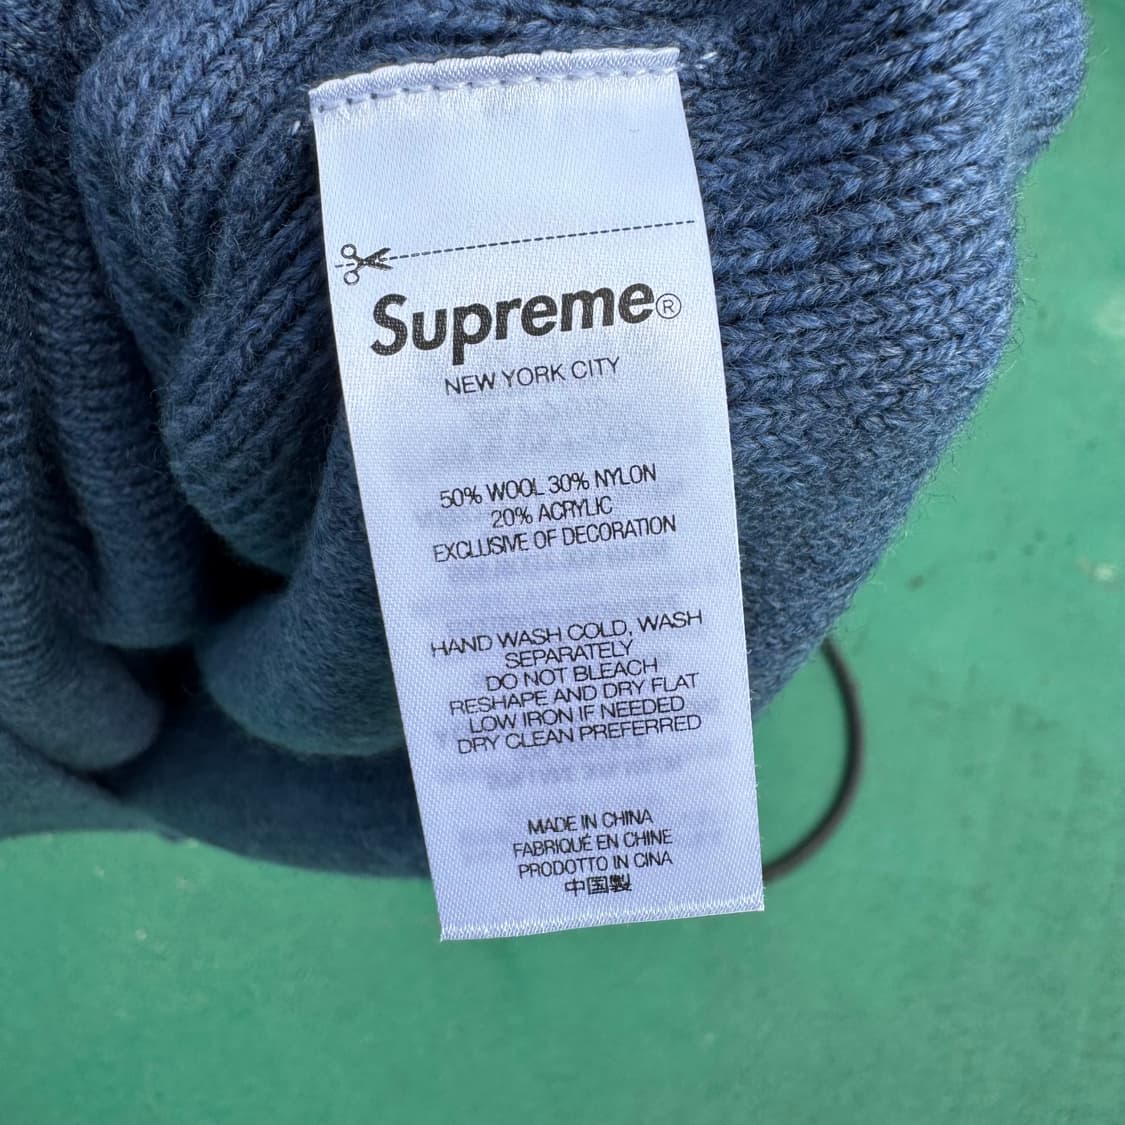 Supreme®
NEW YORK CITY
50% WOOL 30% NYLON
20% ACRYLIC
EXCLUSIVE OF DECORATION
HAND WASH COLD, WASH
SEPARATELY
DO NOT BLEACH
RESHAPE AND DRY FLAT
LOW IRON IF NEEDED
DRY CLEAN PREFERRED
MADE IN CHINA
FABRIQUÉ EN CHINE
PRODOTTO IN CINA
中国製